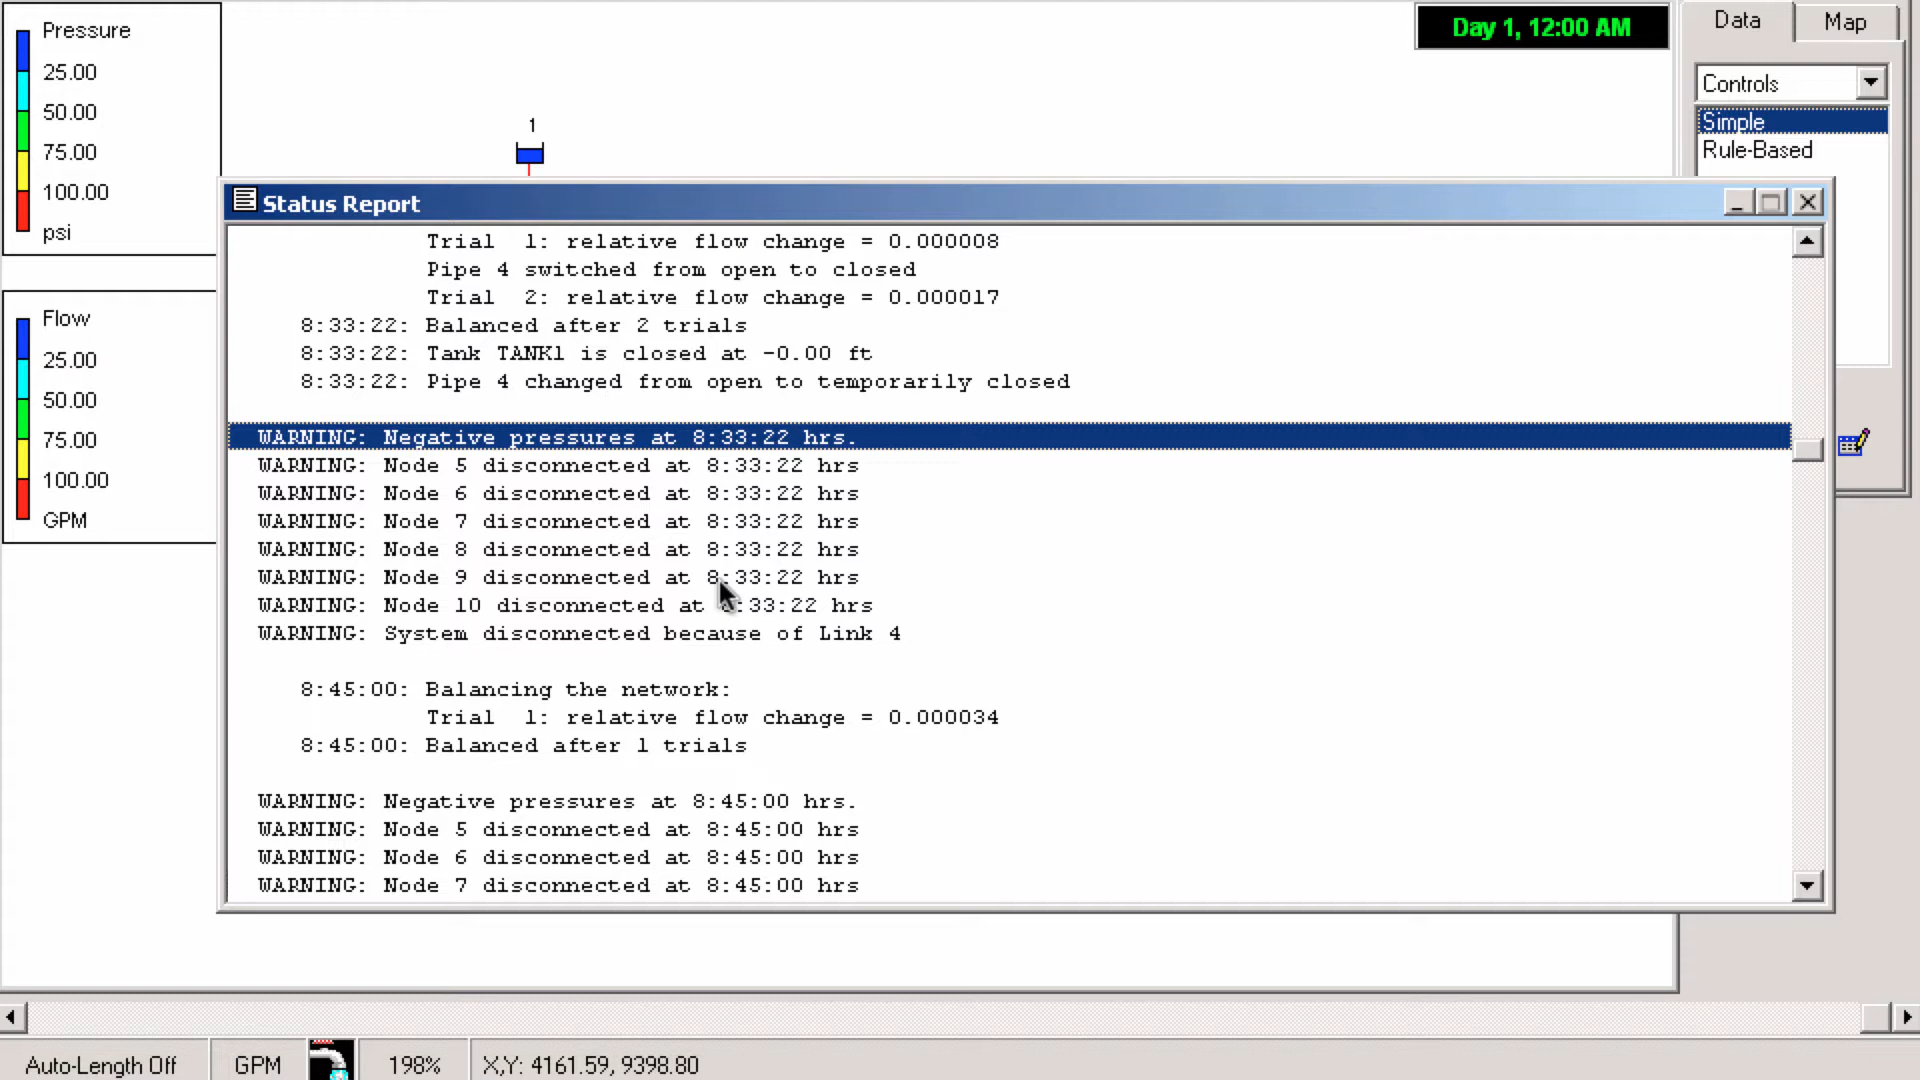 Pressure
25.00
50.00
75.00
100.00
psi
Flow
25.00
50.00
75.00
100.00
GPM
1
Day 1, 12:00 AM
Data
Map
Controls
Simple
Rule-Based
Status Report
Trial 1: relative flow change = 0.000008
Pipe 4 switched from open to closed
Trial 2: relative flow change = 0.000017
8:33:22: Balanced after 2 trials
8:33:22: Tank TANK1 is closed at -0.00 ft
8:33:22: Pipe 4 changed from open to temporarily closed
WARNING: Negative pressures at 8:33:22 hrs.
WARNING: Node 5 disconnected at 8:33:22 hrs
WARNING: Node 6 disconnected at 8:33:22 hrs
WARNING: Node 7 disconnected at 8:33:22 hrs
WARNING: Node 8 disconnected at 8:33:22 hrs
WARNING: Node 9 disconnected at 8:33:22 hrs
WARNING: Node 10 disconnected at 8:33:22 hrs
WARNING: System disconnected because of Link 4
8:45:00: Balancing the network:
Trial 1: relative flow change = 0.000034
8:45:00: Balanced after 1 trials
WARNING: Negative pressures at 8:45:00 hrs.
WARNING: Node 5 disconnected at 8:45:00 hrs
WARNING: Node 6 disconnected at 8:45:00 hrs
WARNING: Node 7 disconnected at 8:45:00 hrs
Auto-Length Off
GPM
198%
X,Y: 4161.59, 9398.80